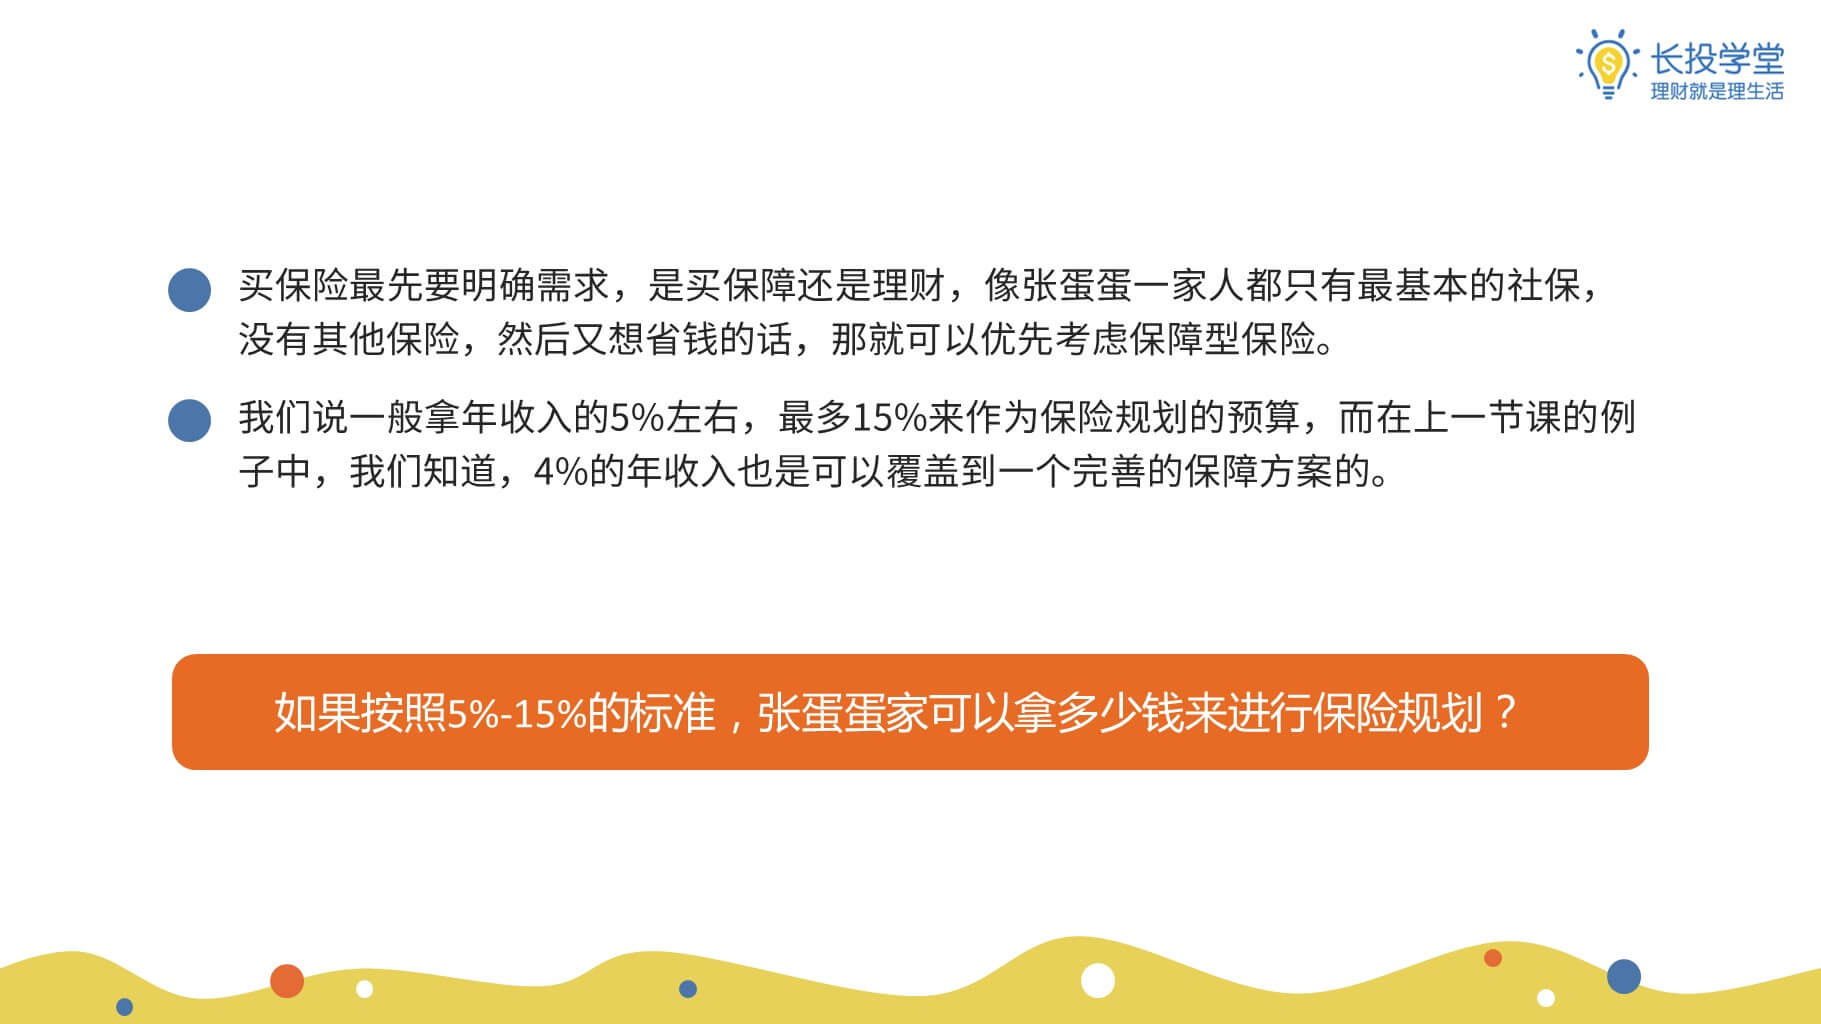 长投学堂
理财就是理生活
买保险最先要明确需求，是买保障还是理财，像张蛋蛋一家人都只有最基本的社保，
没有其他保险，然后又想省钱的话，那就可以优先考虑保障型保险。
我们说一般拿年收入的5%左右，最多15%来作为保险规划的预算，而在上一节课的例
子中，我们知道，4%的年收入也是可以覆盖到一个完善的保障方案的。
如果按照5%-15%的标准，张蛋蛋家可以拿多少钱来进行保险规划？